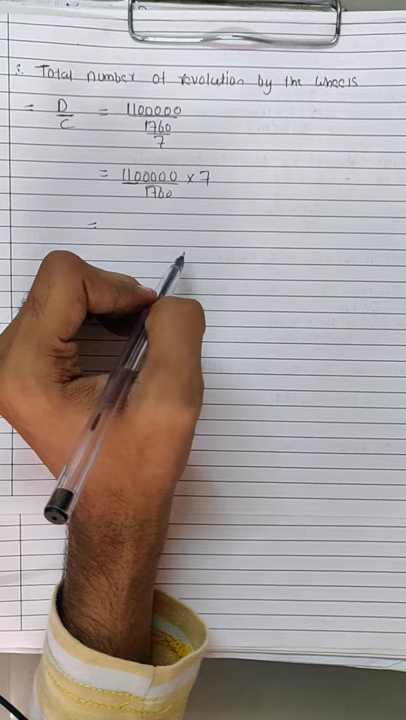 ∴ Total number of revolution by the wheels
= D/C = 1100000/(1760/7)
= 1100000/1760 × 7
=